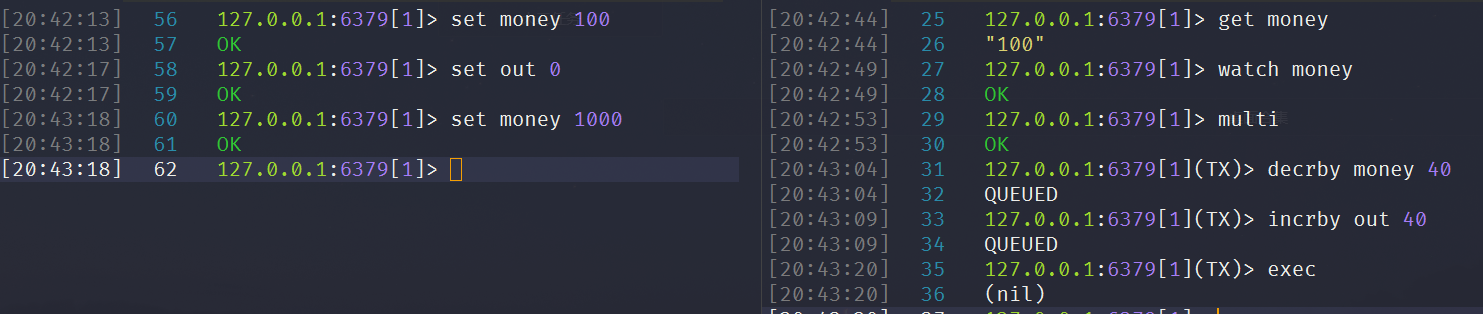 [20:42:13] 56 127.0.0.1:6379[1]> set money 100
[20:42:13] 57 OK
[20:42:17] 58 127.0.0.1:6379[1]> set out 0
[20:42:17] 59 OK
[20:43:18] 60 127.0.0.1:6379[1]> set money 1000
[20:43:18] 61 OK
[20:43:18] 62 127.0.0.1:6379[1]>
[20:42:44] 25 127.0.0.1:6379[1]> get money
[20:42:44] 26 "100"
[20:42:49] 27 127.0.0.1:6379[1]> watch money
[20:42:49] 28 OK
[20:42:53] 29 127.0.0.1:6379[1]> multi
[20:42:53] 30 OK
[20:43:04] 31 127.0.0.1:6379[1](TX)> decrby money 40
[20:43:04] 32 QUEUED
[20:43:09] 33 127.0.0.1:6379[1](TX)> incrby out 40
[20:43:09] 34 QUEUED
[20:43:20] 35 127.0.0.1:6379[1](TX)> exec
[20:43:20] 36 (nil)